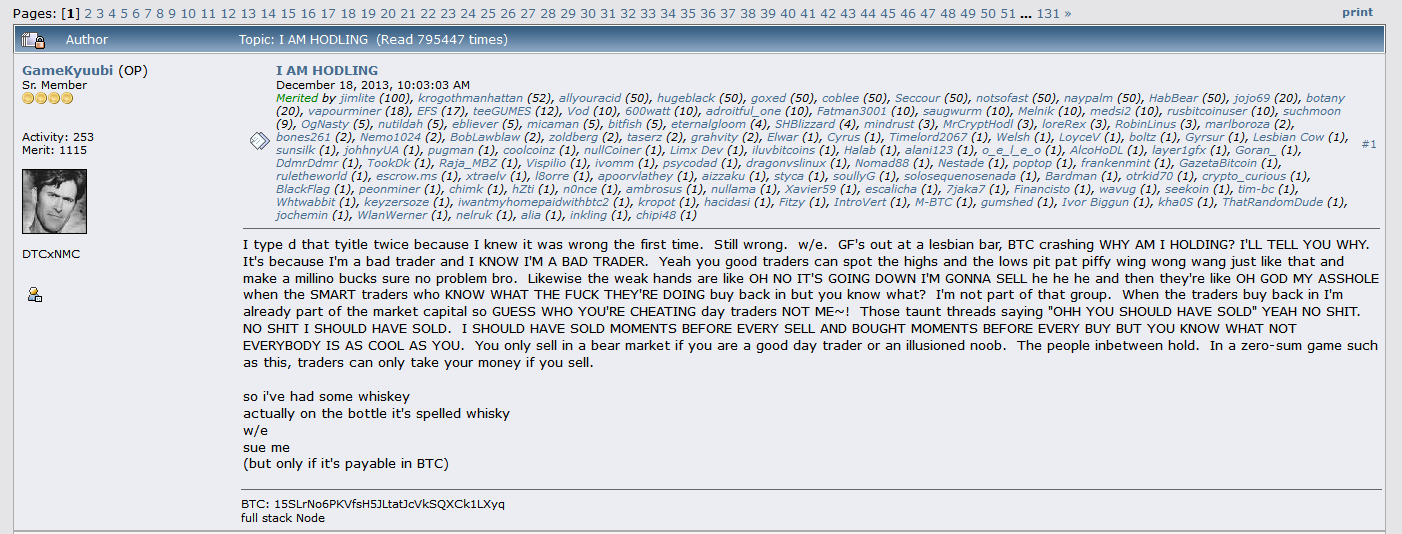 Pages: [1] 2 3 4 5 6 7 8 9 10 11 12 13 14 15 16 17 18 19 20 21 22 23 24 25 26 27 28 29 30 31 32 33 34 35 36 37 38 39 40 41 42 43 44 45 46 47 48 49 50 51 ... 131 » print
Author Topic: I AM HODLING (Read 795447 times)
GameKyuubi (OP)
Sr. Member
Activity: 253
Merit: 1115
DTCxNMC
I AM HODLING
December 18, 2013, 10:03:03 AM
Merited by jimlite (100), krogothmanhattan (52), allyouracid (50), hugeblack (50), goxed (50), coblee (50), Seccour (50), notsofast (50), naypalm (50), HabBear (50), jojo69 (20), botany
(20), vapourminer (18), EFS (17), teeGUMES (12), Vod (10), 600watt (10), adroitful_one (10), Fatman3001 (10), saugwurm (10), Melnik (10), medsi2 (10), rusbitcoinuser (10), suchmoon
(9), OgNasty (5), nutildah (5), ebliever (5), micaman (5), bitfish (5), eternalgloom (4), SHBlizzard (4), mindrust (3), MrCryptHodl (3), loreRex (3), RobinLinus (3), marlboroza (2),
bones261 (2), Nemo1024 (2), BobLawblaw (2), zoldberg (2), taserz (2), grahvity (2), Elwar (1), Cyrus (1), Timelord2067 (1), Welsh (1), LoyceV (1), boltz (1), Gyrsur (1), Lesbian Cow (1),
sunsilk (1), johhnyUA (1), pugman (1), coolcoinz (1), nullCoiner (1), Limx Dev (1), iluvbitcoins (1), Halab (1), alani123 (1), o_e_l_e_o (1), AlcoHoDL (1), layer1gfx (1), Goran_ (1),
DdmrDdmr (1), TookDk (1), Raja_MBZ (1), Vispilio (1), ivomm (1), psycodad (1), dragonvslinux (1), Nomad88 (1), Nestade (1), poptop (1), frankenmint (1), GazetaBitcoin (1),
ruletheworld (1), escrow.ms (1), xtraelv (1), l8orre (1), apoorvlathey (1), aizzaku (1), styca (1), soullyG (1), solosequenosenada (1), Bardman (1), otrkid70 (1), crypto_curious (1),
BlackFlag (1), peonminer (1), chimk (1), hZti (1), n0nce (1), ambrosus (1), nullama (1), Xavier59 (1), escalicha (1), 7jaka7 (1), Financisto (1), wavug (1), seekoin (1), tim-bc (1),
Whtwabbit (1), keyzersoze (1), iwantmyhomepaidwithbtc2 (1), kropot (1), hacidasi (1), Fitzy (1), IntroVert (1), M-BTC (1), gumshed (1), Ivor Biggun (1), kha0S (1), ThatRandomDude (1),
jochemin (1), WlanWerner (1), nelruk (1), alia (1), inkling (1), chipi48 (1)
#1
I type d that tyitle twice because I knew it was wrong the first time.  Still wrong.  w/e.  GF's out at a lesbian bar, BTC crashing WHY AM I HOLDING? I'LL TELL YOU WHY.
It's because I'm a bad trader and I KNOW I'M A BAD TRADER.  Yeah you good traders can spot the highs and the lows pit pat piffy wing wong wang just like that and
make a millino bucks sure no problem bro.  Likewise the weak hands are like OH NO IT'S GOING DOWN I'M GONNA SELL he he he and then they're like OH GOD MY ASSHOLE
when the SMART traders who KNOW WHAT THE FUCK THEY'RE DOING buy back in but you know what?  I'm not part of that group.  When the traders buy back in I'm
already part of the market capital so GUESS WHO YOU'RE CHEATING day traders NOT ME~!  Those taunt threads saying "OHH YOU SHOULD HAVE SOLD" YEAH NO SHIT.
NO SHIT I SHOULD HAVE SOLD.  I SHOULD HAVE SOLD MOMENTS BEFORE EVERY SELL AND BOUGHT MOMENTS BEFORE EVERY BUY BUT YOU KNOW WHAT NOT
EVERYBODY IS AS COOL AS YOU.  You only sell in a bear market if you are a good day trader or an illusioned noob.  The people inbetween hold.  In a zero-sum game such
as this, traders can only take your money if you sell.
so i've had some whiskey
actually on the bottle it's spelled whisky
w/e
sue me
(but only if it's payable in BTC)
BTC: 15SLrNo6PKVfsH5JLtatJcVkSQXCk1LXyq
full stack Node